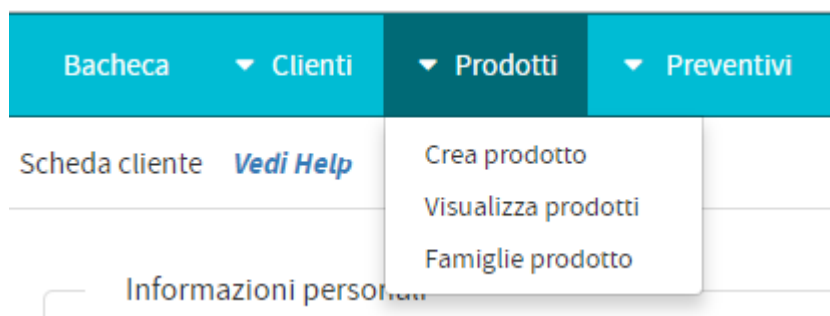 Bacheca Clienti Prodotti Preventivi
Scheda cliente Vedi Help
Crea prodotto
Visualizza prodotti
Famiglie prodotto
Informazioni personali